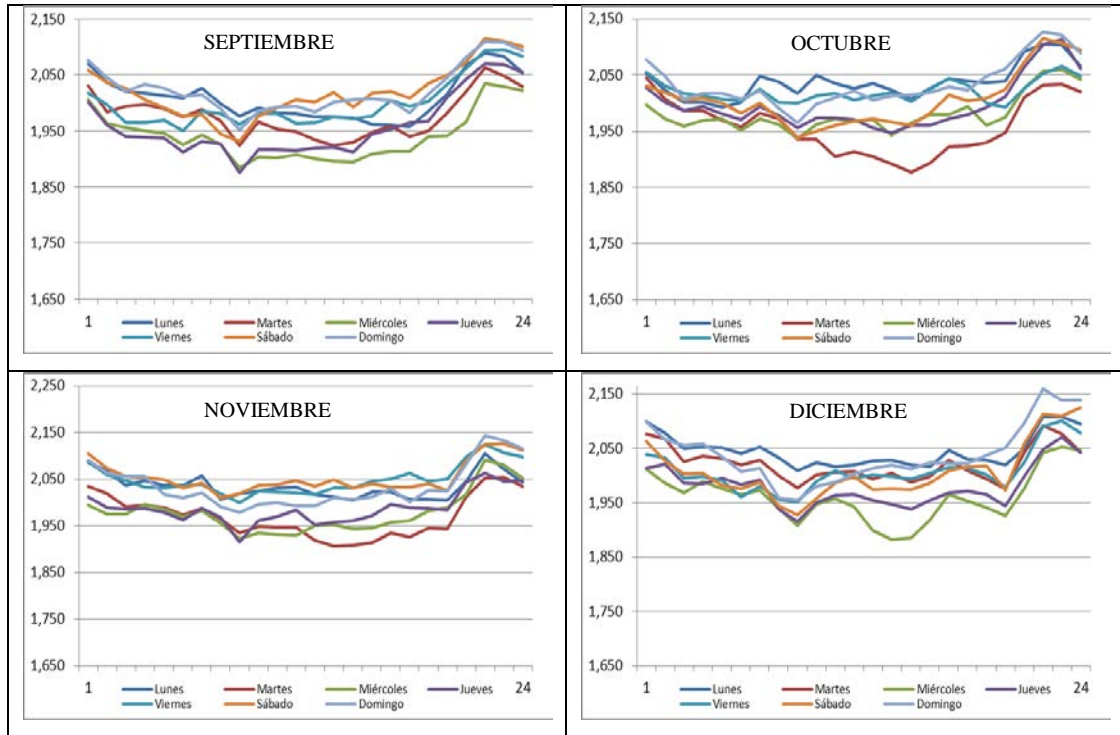 SEPTIEMBRE
2,150
2,050
1,950
1,850
1,750
1,650
1 24
Lunes Martes Miércoles Jueves
Viernes Sábado Domingo
OCTUBRE
2,150
2,050
1,950
1,850
1,750
1,650
1 24
Lunes Martes Miércoles Jueves
Viernes Sábado Domingo
NOVIEMBRE
2,250
2,150
2,050
1,950
1,850
1,750
1,650
1 24
Lunes Martes Miércoles Jueves
Viernes Sábado Domingo
DICIEMBRE
2,150
2,050
1,950
1,850
1,750
1,650
1 24
Lunes Martes Miércoles Jueves
Viernes Sábado Domingo